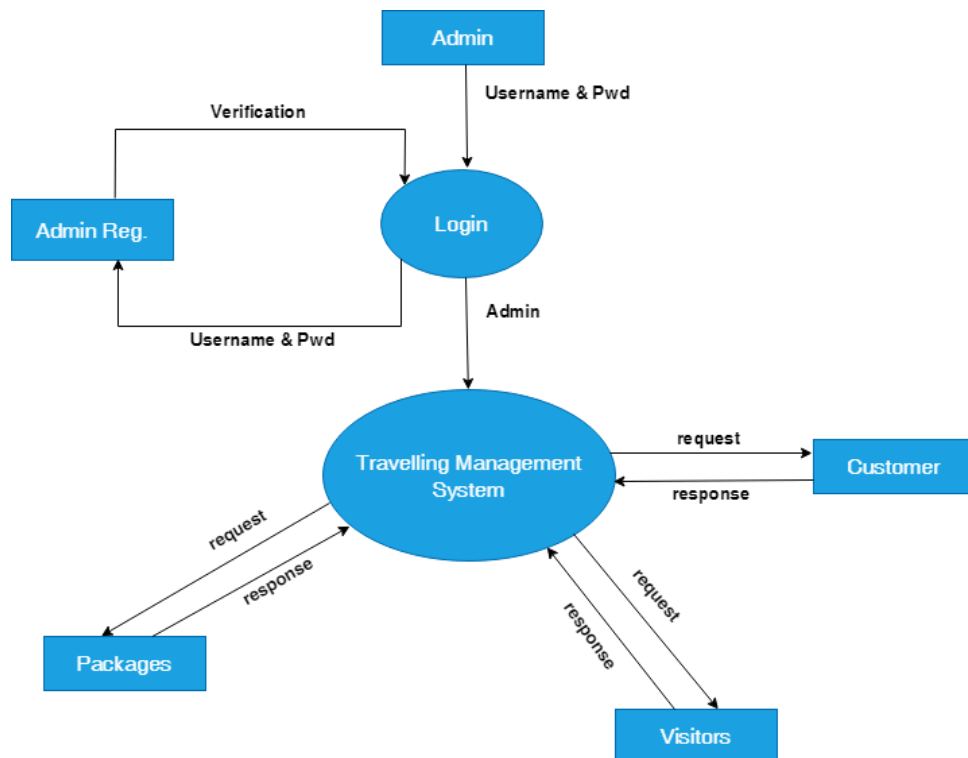 Admin
Username & Pwd
Verification
Admin Reg.
Login
Username & Pwd
Admin
Travelling Management
System
request
Customer
response
request
response
request
response
Packages
Visitors